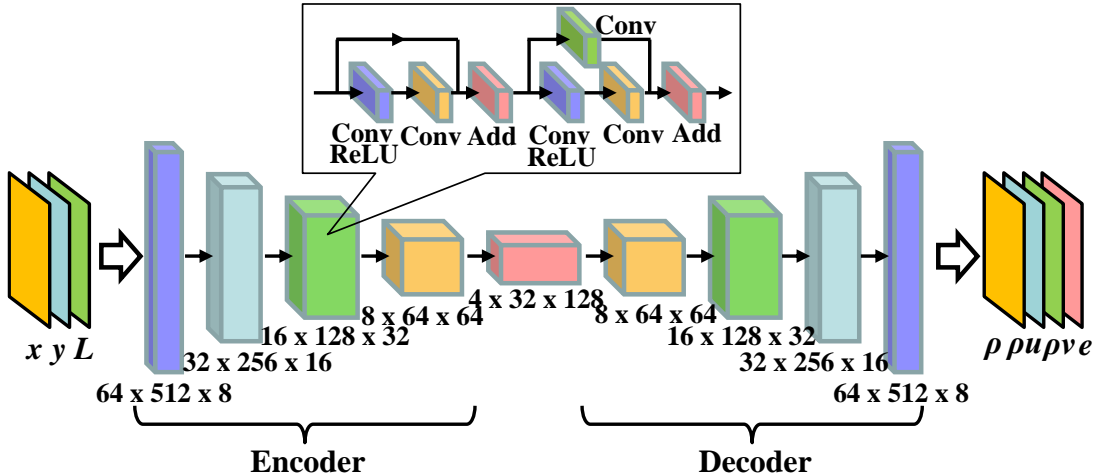 Conv
Conv
ReLU
Conv
Add
Conv
ReLU
Conv
Add
x y L
64 x 512 x 8
32 x 256 x 16
16 x 128 x 32
8 x 64 x 64
4 x 32 x 128
8 x 64 x 64
16 x 128 x 32
32 x 256 x 16
64 x 512 x 8
ρ ρu ρv e
Encoder
Decoder